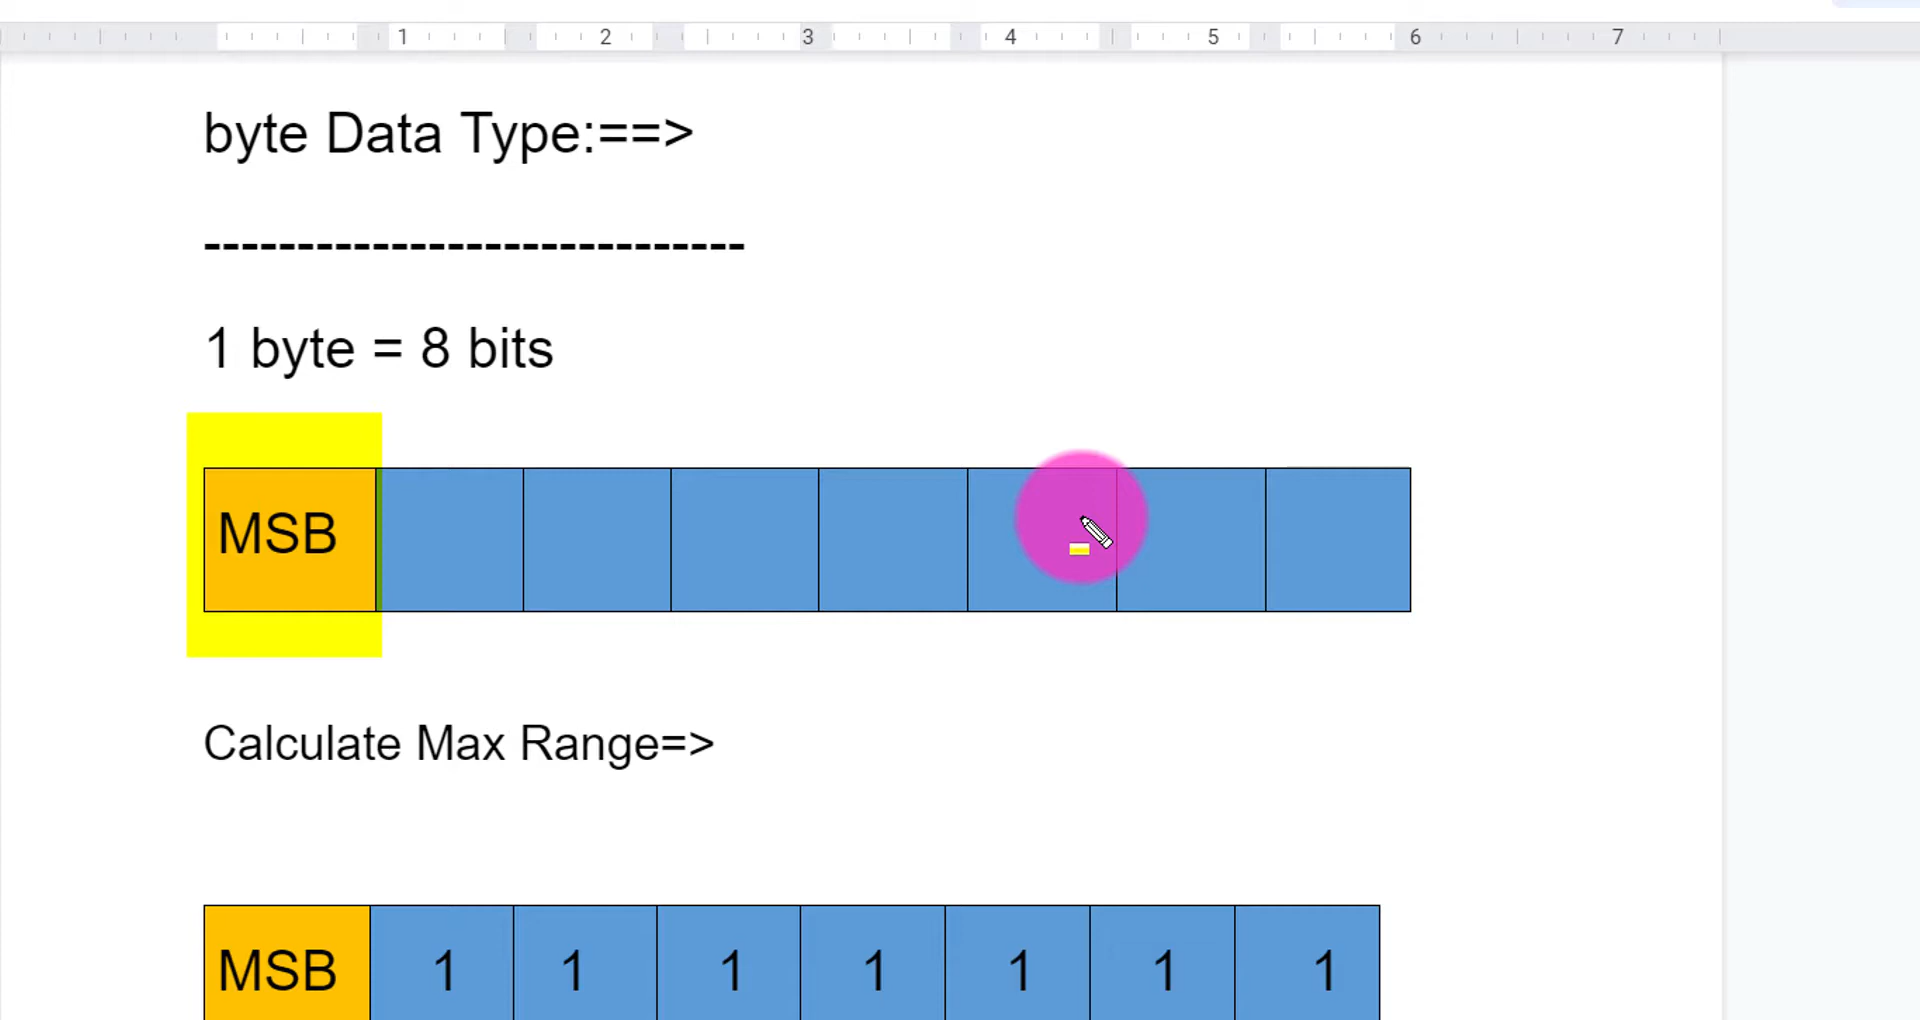 1 2 3 4 5 6 7
byte Data Type:==>
-----------------------------
1 byte = 8 bits
MSB
Calculate Max Range=>
MSB 1 1 1 1 1 1 1